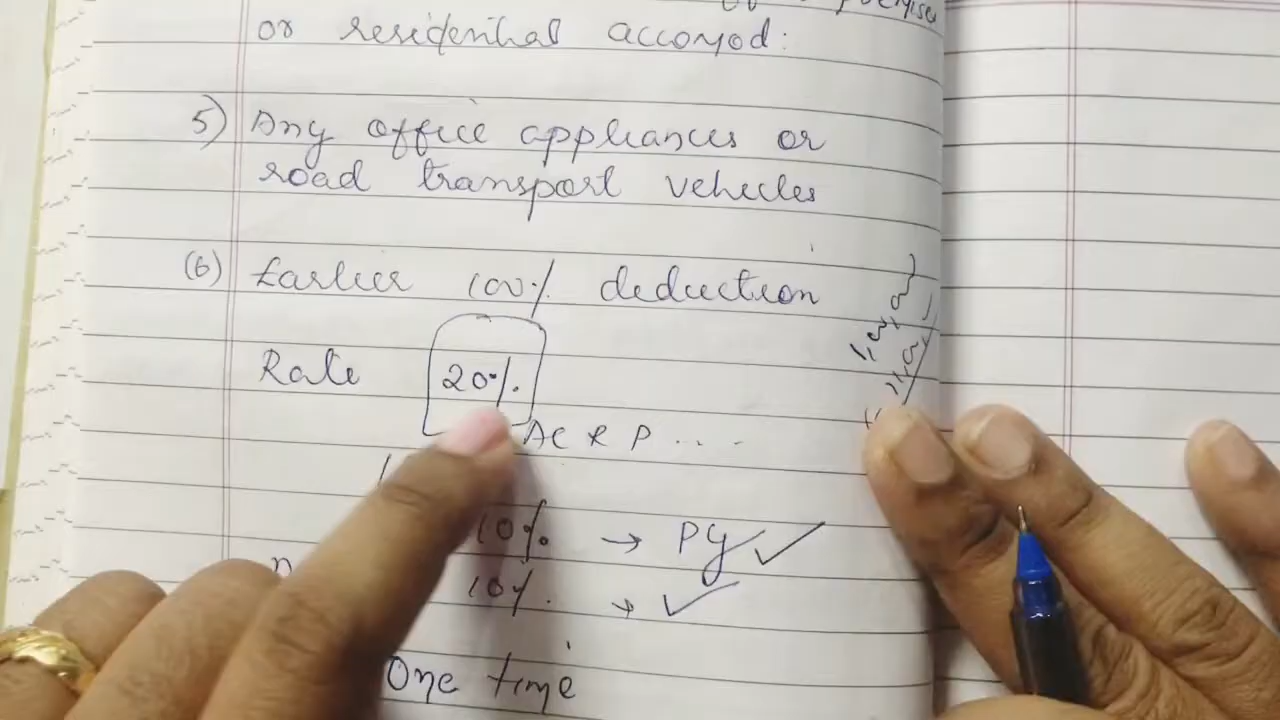 or residential accomod:
5) Any office appliances or
road transport vehicles
(6) Earlier 100% deduction
Rate 20%.
ACRP....
10% → PY ✓
10% → ✓
One time